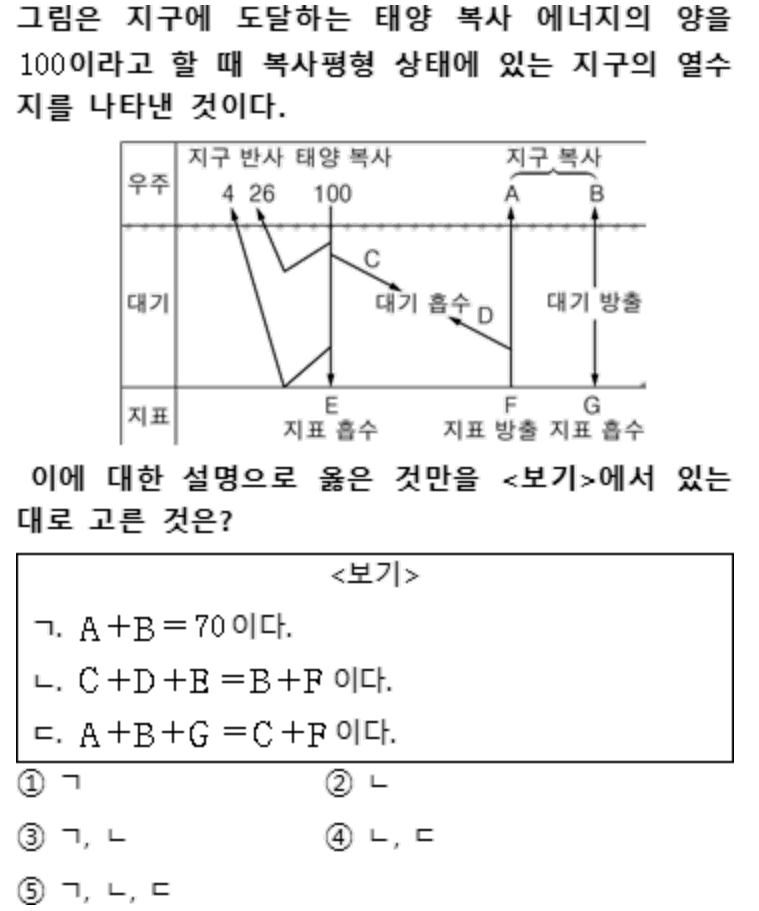 그림은 지구에 도달하는 태양 복사 에너지의 양을
100이라고 할 때 복사평형 상태에 있는 지구의 열수
지를 나타낸 것이다.
우주 지구 반사 태양 복사 지구 복사
4 26 100 A B
C
대기 대기 흡수 D 대기 방출
지표 E F G
지표 흡수 지표 방출 지표 흡수
이에 대한 설명으로 옳은 것만을 <보기>에서 있는
대로 고른 것은?
<보기>
ㄱ. A+B=70이다.
ㄴ. C+D+E=B+F 이다.
ㄷ. A+B+G=C+F이다.
① ㄱ ② ㄴ
③ ㄱ, ㄴ ④ ㄴ, ㄷ
⑤ ㄱ, ㄴ, ㄷ